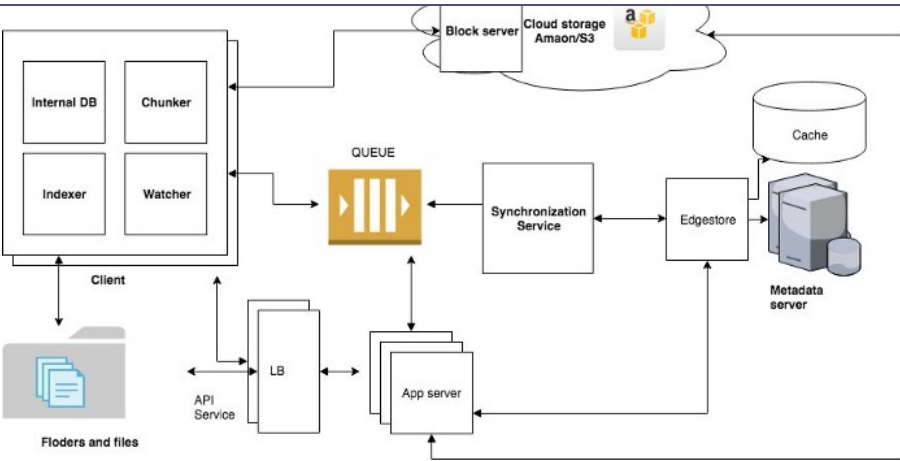 Block server
Cloud storage
Amaon/S3
a
Internal DB
Chunker
Indexer
Watcher
Client
QUEUE
Synchronization
Service
Edgestore
Cache
Metadata
server
LB
API
Service
App server
Floders and files